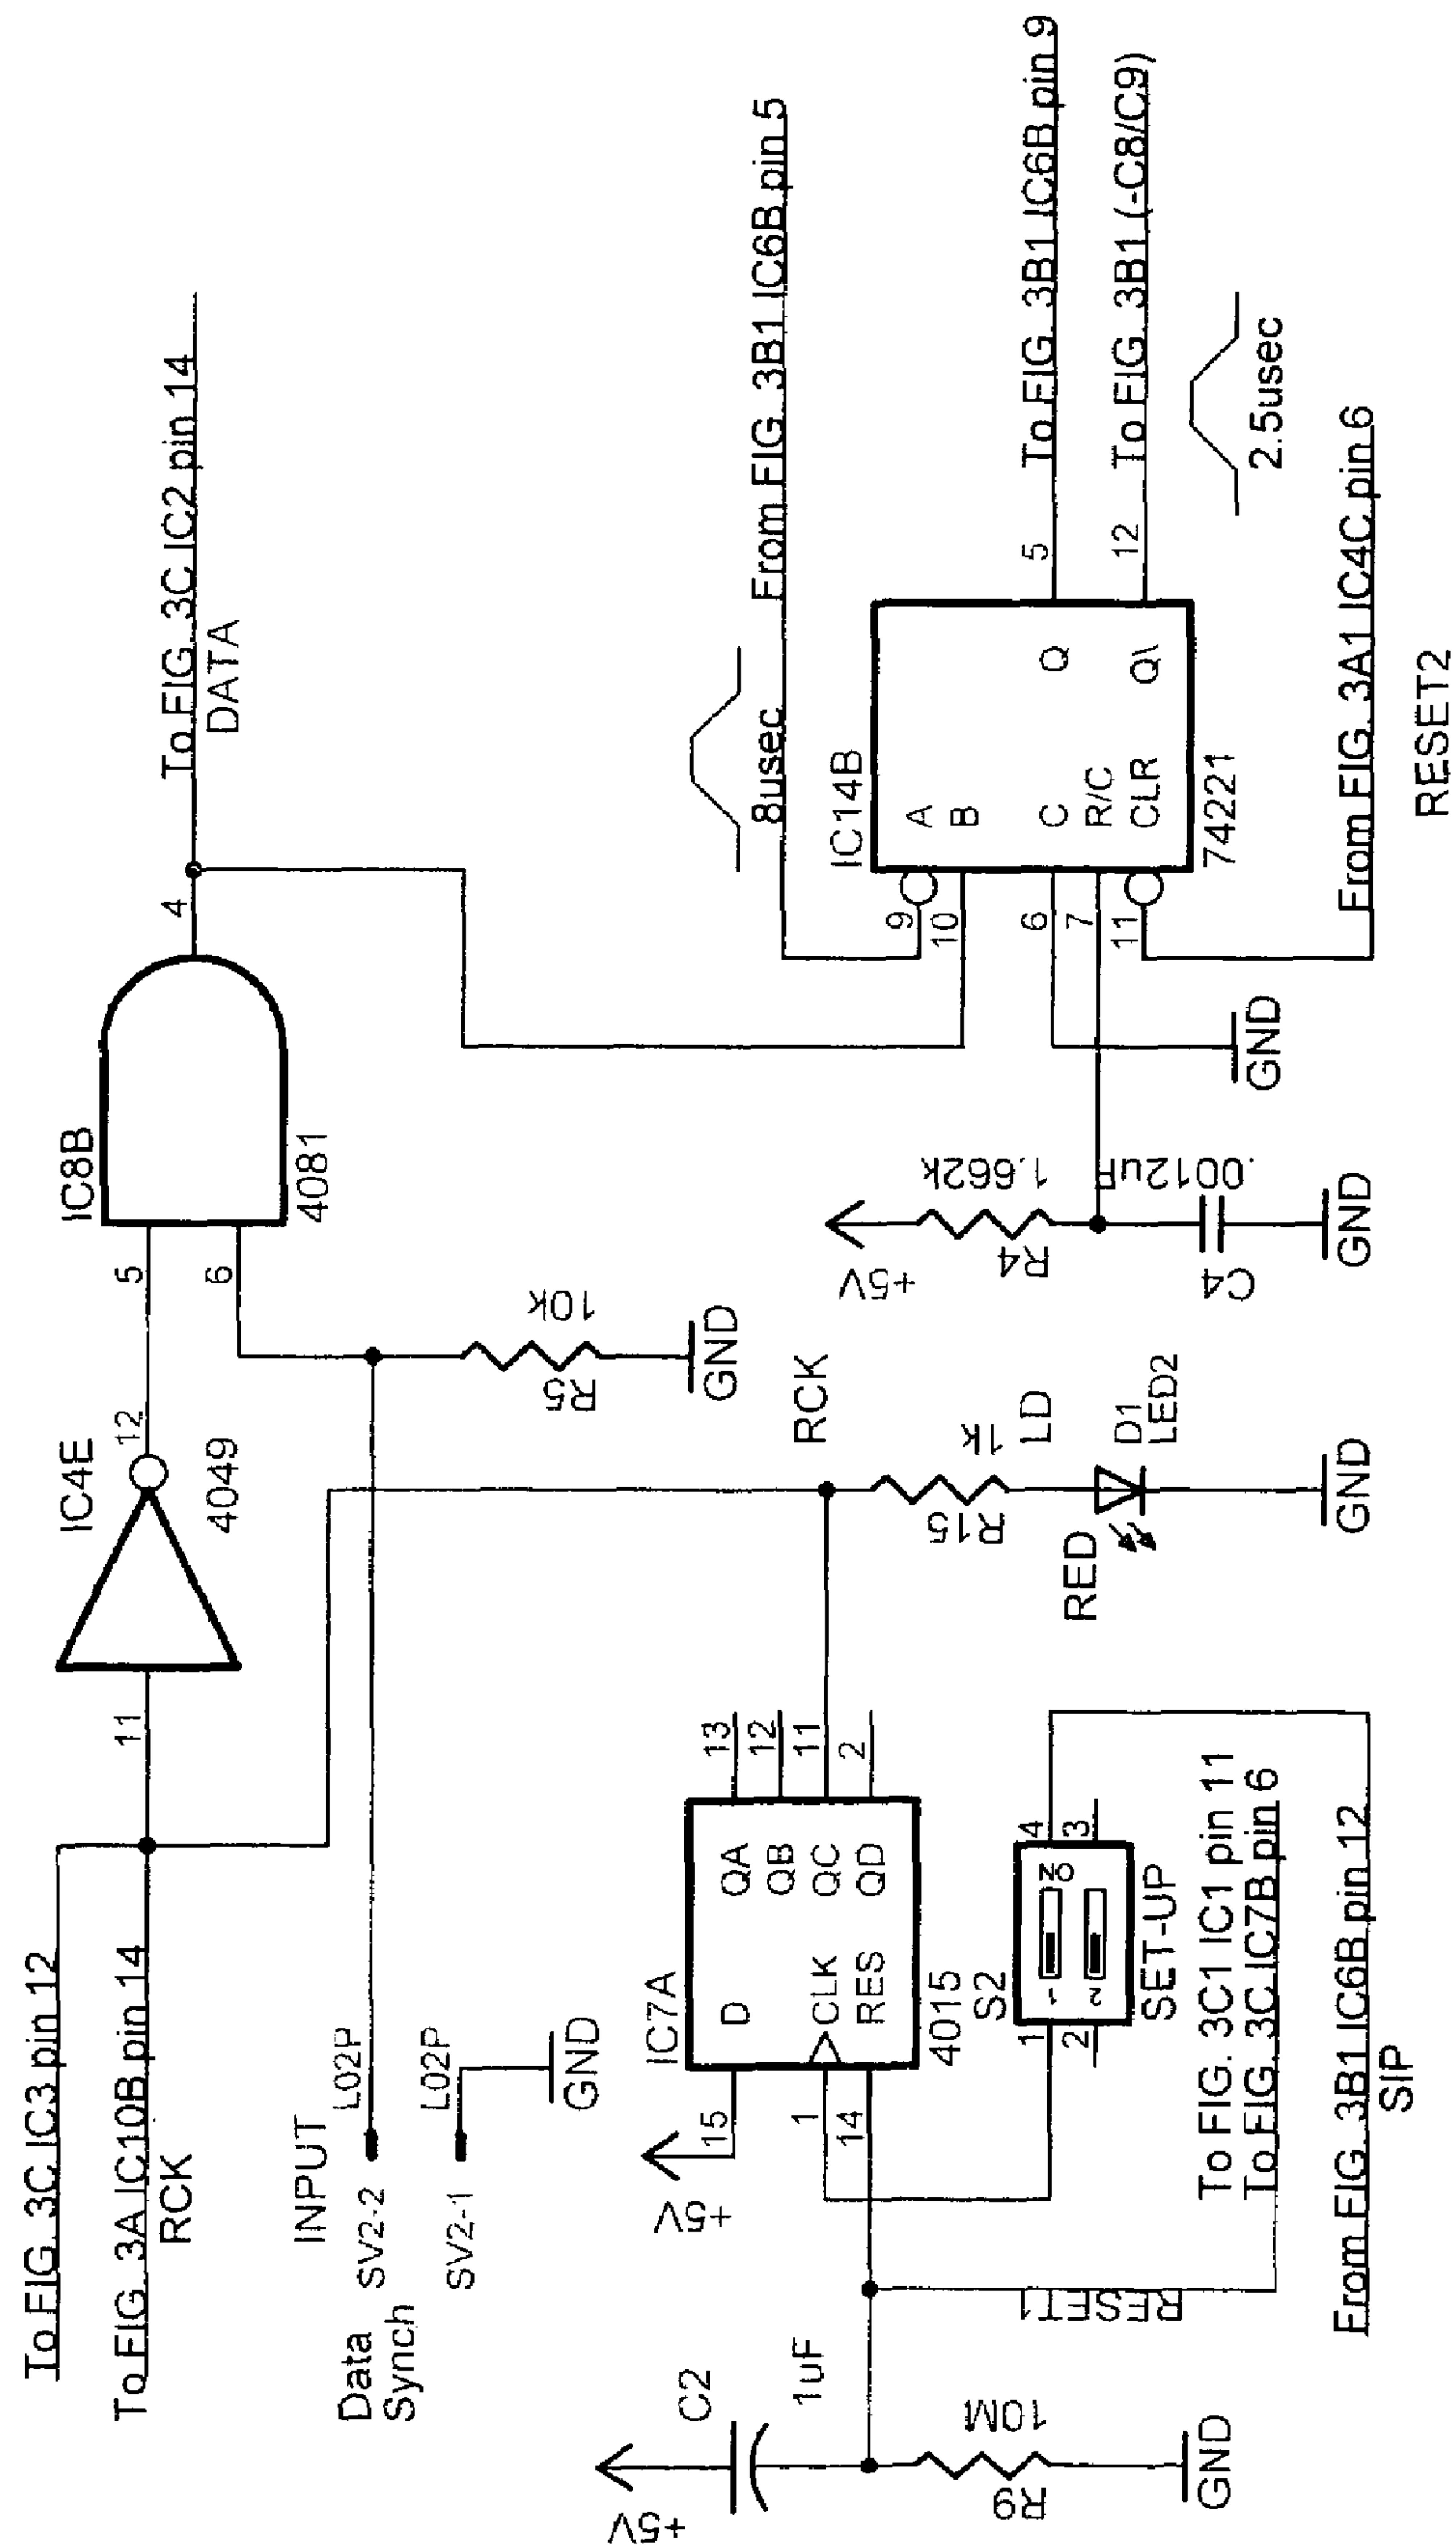 To FIG. 3C IC3 pin 12
To FIG. 3A IC10B pin 14
RCK
11
IC4E
12
4049
5
6
IC8B
4081
4
To FIG. 3C IC2 pin 14
DATA
INPUT
Data
Synch
SV2-2
L02P
SV2-1
L02P
GND
R5
10k
GND
8usec
From FIG. 3B1 IC6B pin 5
IC14B
9
10
6
7
11
A
B
C
R/C
CLR
Q
Q\
74221
5
12
To FIG. 3B1 IC6B pin 9
To FIG. 3B1 (-C8/C9)
2.5usec
From FIG. 3A1 IC4C pin 6
RESET2
GND
+5V
R4
1.662k
C4
.0012uF
GND
RCK
R15
1k
LD
D1
LED2
RED
GND
IC7A
+5V
15
1
14
D
CLK
RES
QA
QB
QC
QD
13
12
11
2
4015
S2
1
2
1
2
NO
4
3
SET-UP
To FIG. 3C1 IC1 pin 11
To FIG. 3C IC7B pin 6
From FIG. 3B1 IC6B pin 12
SIP
RESET1
+5V
C2
1uF
R9
10M
GND